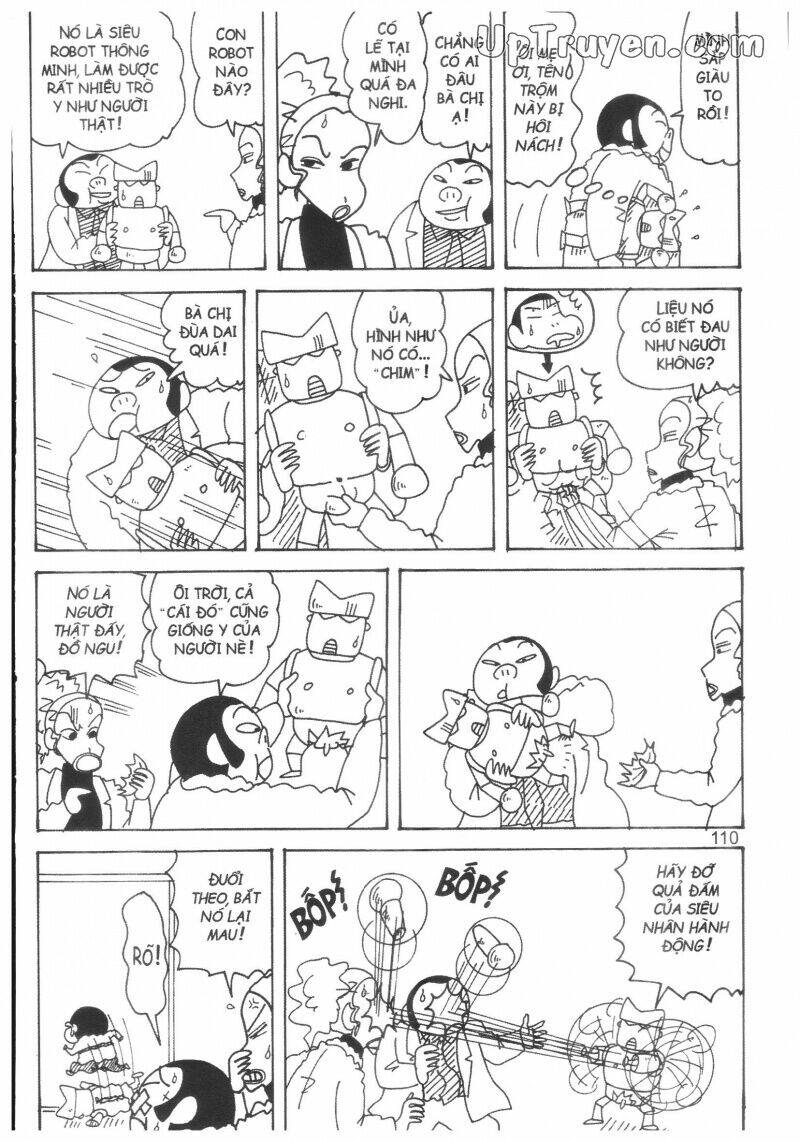 UpTruyen.com
MÌNH
SẮP
GIÀU
TO
RỒI!
ÔI MẸ
ƠI, TÊN
TRỘM
NÀY BỊ
HÔI
NÁCH!
CHẲNG
CÓ AI
ĐÂU
BÀ CHỊ
Ạ!
CÓ
LẼ TẠI
MÌNH
QUÁ ĐA
NGHI.
CON
ROBOT
NÀO
ĐÂY?
NÓ LÀ SIÊU
ROBOT THÔNG
MINH, LÀM ĐƯỢC
RẤT NHIỀU TRÒ
Y NHƯ NGƯỜI
THẬT!
LIỆU NÓ
CÓ BIẾT ĐAU
NHƯ NGƯỜI
KHÔNG?
ỦA,
HÌNH NHƯ
NÓ CÓ...
"CHIM"!
BÀ CHỊ
ĐÙA DAI
QUÁ!
ÔI TRỜI, CẢ
"CÁI ĐÓ" CŨNG
GIỐNG Y CỦA
NGƯỜI NÈ!
NÓ LÀ
NGƯỜI
THẬT ĐẤY,
ĐỒ NGU!
110
HÃY ĐỠ
QUẢ ĐẤM
CỦA SIÊU
NHÂN HÀNH
ĐỘNG!
BỐP!
BỐP!
ĐUỔI
THEO, BẮT
NÓ LẠI
MAU!
RÕ!